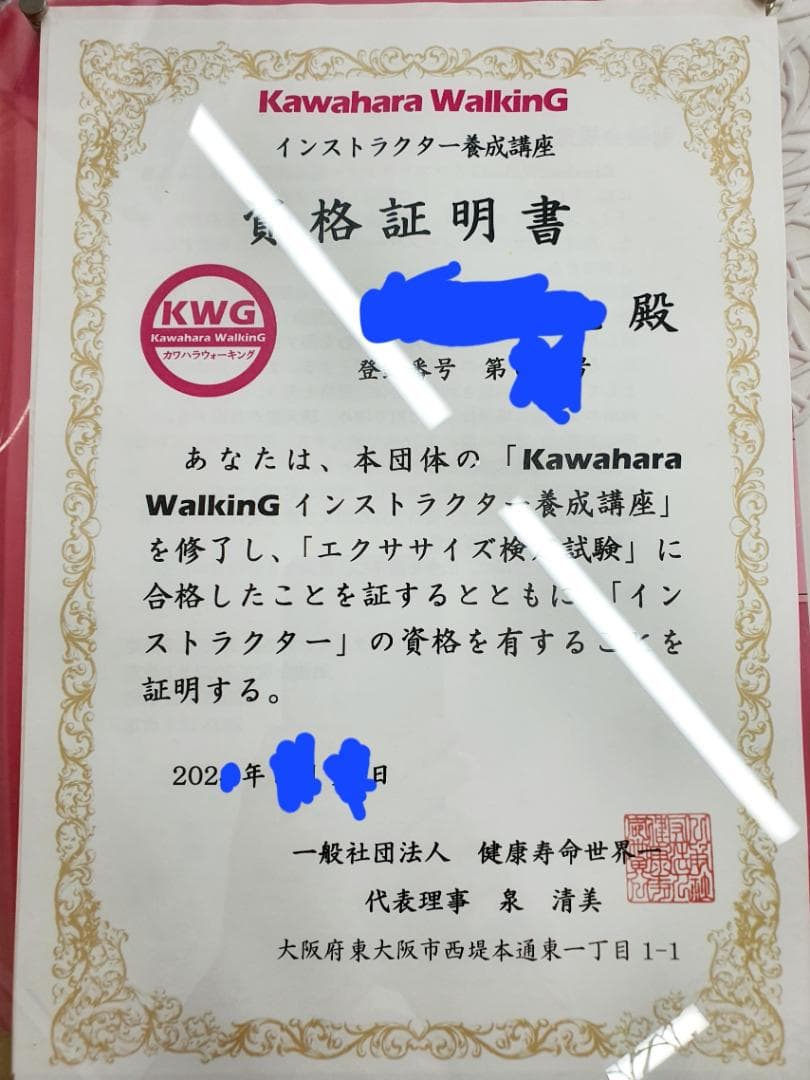 Kawahara WalkinG
インストラクター養成講座
資格証明書
KWG
Kawahara WalkinG
カワハラウォーキング
殿
登 番号 第 号
あなたは、本団体の「Kawahara
WalkinG インストラクター養成講座」
を修了し、「エクササイズ検 試験」に
合格したことを証するとともに、「イン
ストラクター」の資格を有することを
証明する。
202 年 日
一般社団法人 健康寿命世界一
代表理事 泉 清美
大阪府東大阪市西堤本通東一丁目 1-1